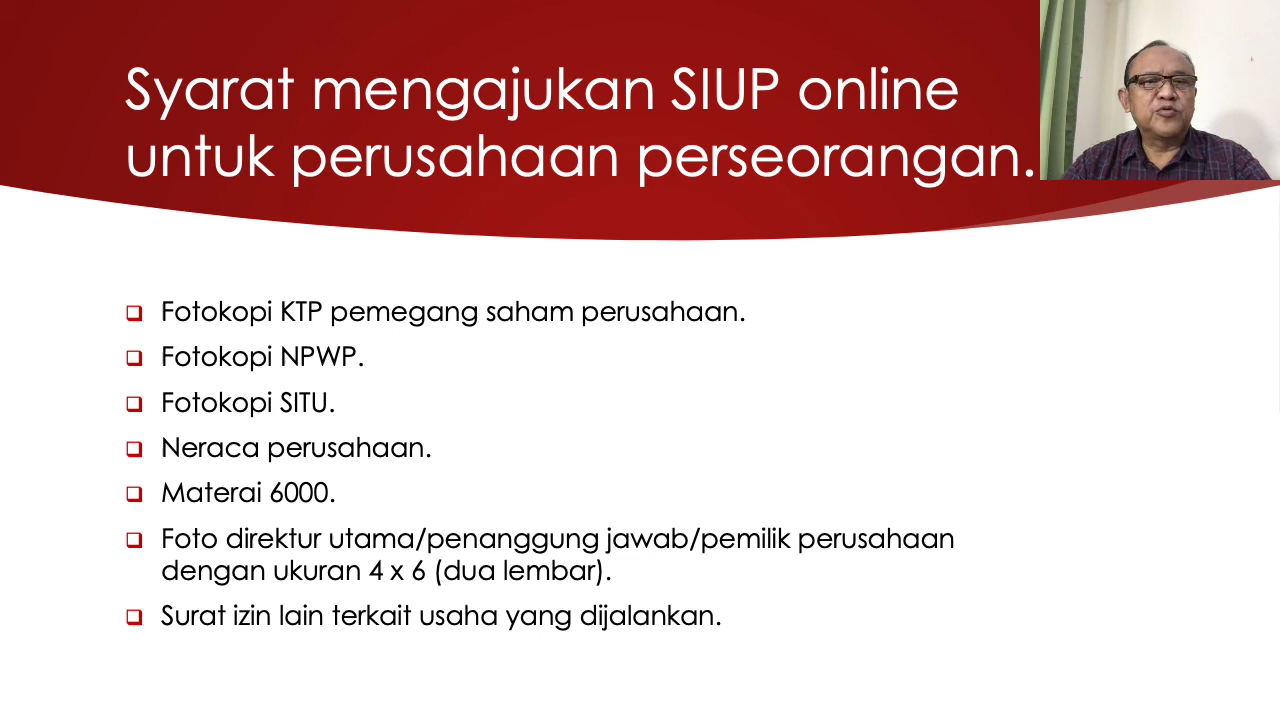 Syarat mengajukan SIUP online
untuk perusahaan perseorangan.
Fotokopi KTP pemegang saham perusahaan.
Fotokopi NPWP.
Fotokopi SITU.
Neraca perusahaan.
Materai 6000.
Foto direktur utama/penanggung jawab/pemilik perusahaan
dengan ukuran 4 x 6 (dua lembar).
Surat izin lain terkait usaha yang dijalankan.